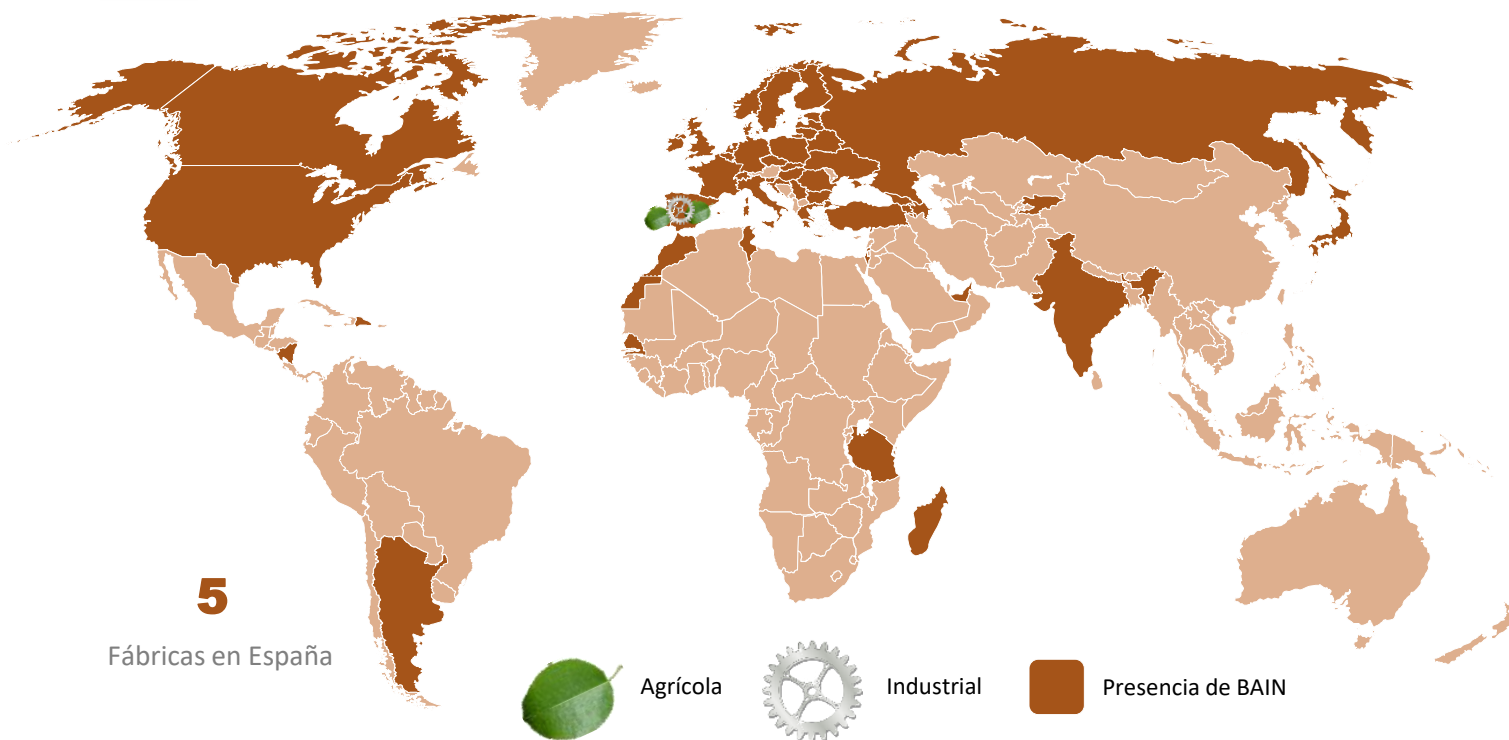 5
Fábricas en España
Agrícola
Industrial
Presencia de BAIN